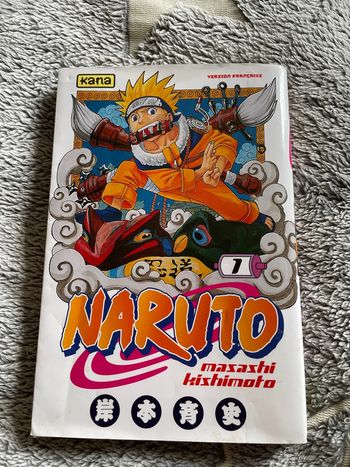 Kana
VERSION FRANÇAISE
1
NARUTO
masashi
kishimoto
岸本斉史